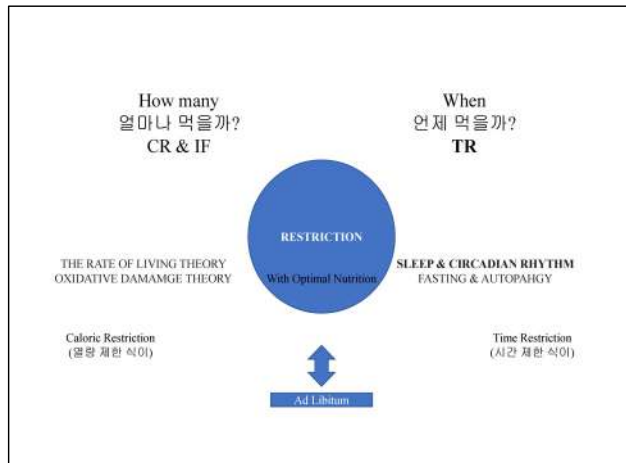 How many
얼마나 먹을까?
CR & IF
When
언제 먹을까?
TR
RESTRICTION
With Optimal Nutrition
THE RATE OF LIVING THEORY
OXIDATIVE DAMAMGE THEORY
SLEEP & CIRCADIAN RHYTHM
FASTING & AUTOPAHGY
Caloric Restriction
(열량 제한 식이)
Time Restriction
(시간 제한 식이)
Ad Libitum